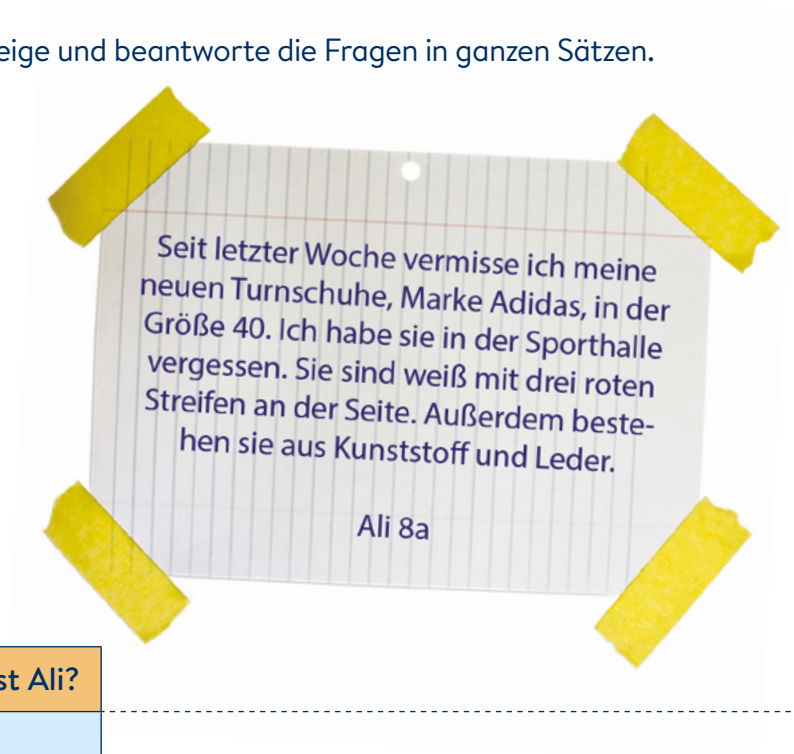 eige und beantworte die Fragen in ganzen Sätzen.
Seit letzter Woche vermisse ich meine
neuen Turnschuhe, Marke Adidas, in der
Größe 40. Ich habe sie in der Sporthalle
vergessen. Sie sind weiß mit drei roten
Streifen an der Seite. Außerdem beste-
hen sie aus Kunststoff und Leder.
Ali 8a
st Ali?